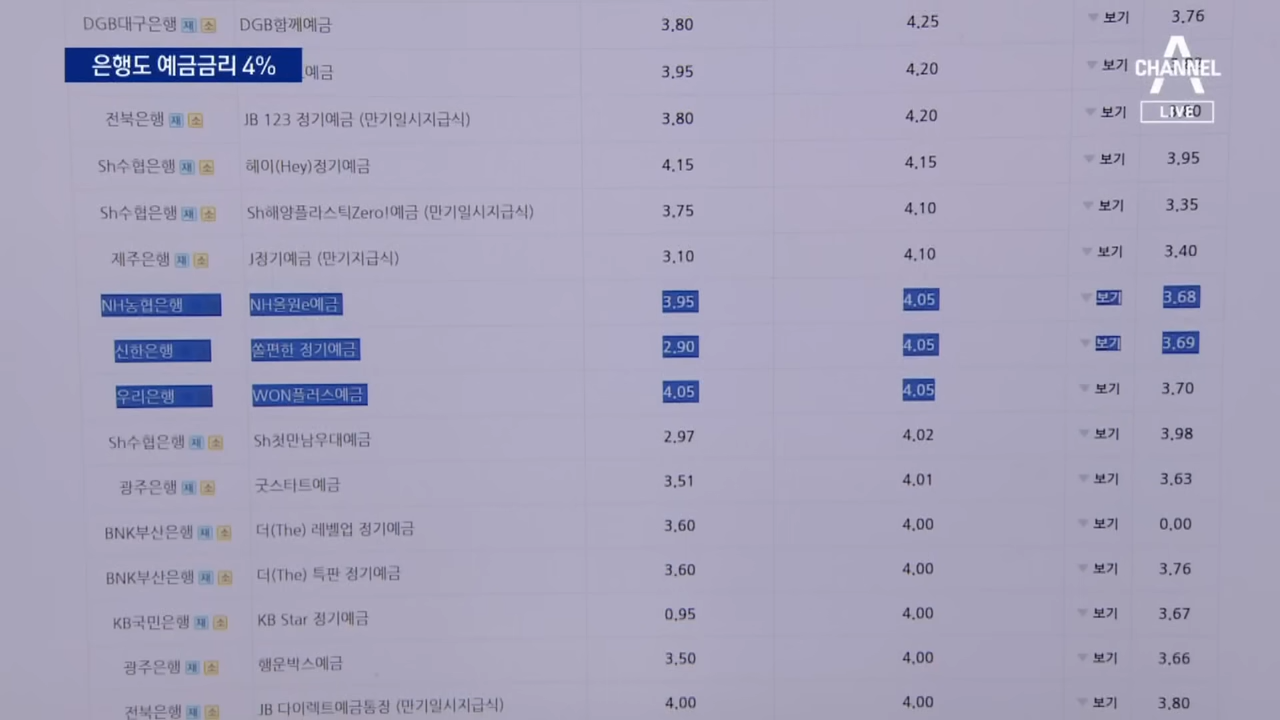 DGB대구은행 재 소 DGB함께예금 3.80 4.25 보기 3.76
은행도 예금금리 4%
예금 3.95 4.20 보기
CHANNEL A
LIVE
전북은행 재 소 JB 123 정기예금 (만기일시지급식) 3.80 4.20 보기
Sh수협은행 재 소 헤이(Hey)정기예금 4.15 4.15 보기 3.95
Sh수협은행 재 소 Sh해양플라스틱Zero!예금 (만기일시지급식) 3.75 4.10 보기 3.35
제주은행 재 소 J정기예금 (만기지급식) 3.10 4.10 보기 3.40
NH농협은행 NH올원e예금 3.95 4.05 보기 3.68
신한은행 쏠편한 정기예금 2.90 4.05 보기 3.69
우리은행 WON플러스예금 4.05 4.05 보기 3.70
Sh수협은행 재 소 Sh첫만남우대예금 2.97 4.02 보기 3.98
광주은행 재 소 굿스타트예금 3.51 4.01 보기 3.63
BNK부산은행 재 소 더(The) 레벨업 정기예금 3.60 4.00 보기 0.00
BNK부산은행 재 소 더(The) 특판 정기예금 3.60 4.00 보기 3.76
KB국민은행 재 소 KB Star 정기예금 0.95 4.00 보기 3.67
광주은행 재 소 행운박스예금 3.50 4.00 보기 3.66
전북은행 재 소 JB 다이렉트예금통장 (만기일시지급식) 4.00 4.00 보기 3.80